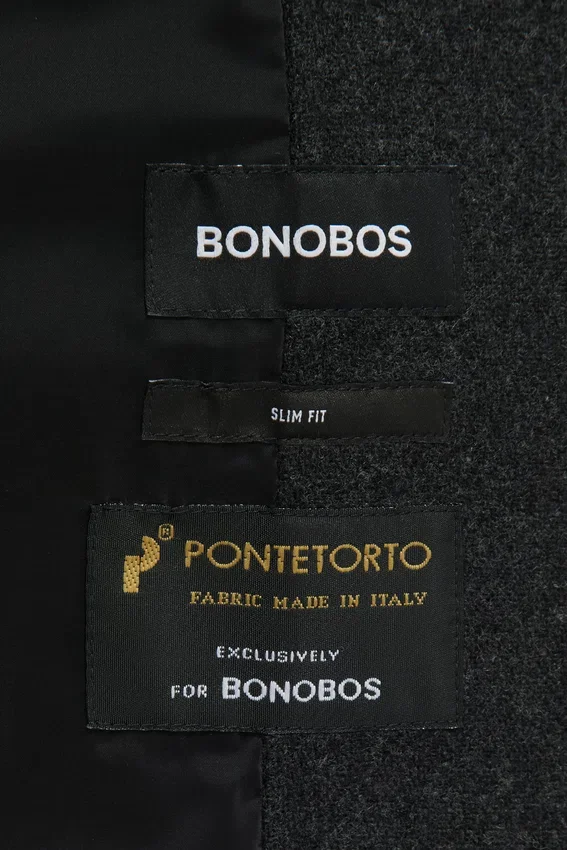 BONOBOS
SLIM FIT
® PONTETORTO
FABRIC MADE IN ITALY
EXCLUSIVELY
FOR BONOBOS